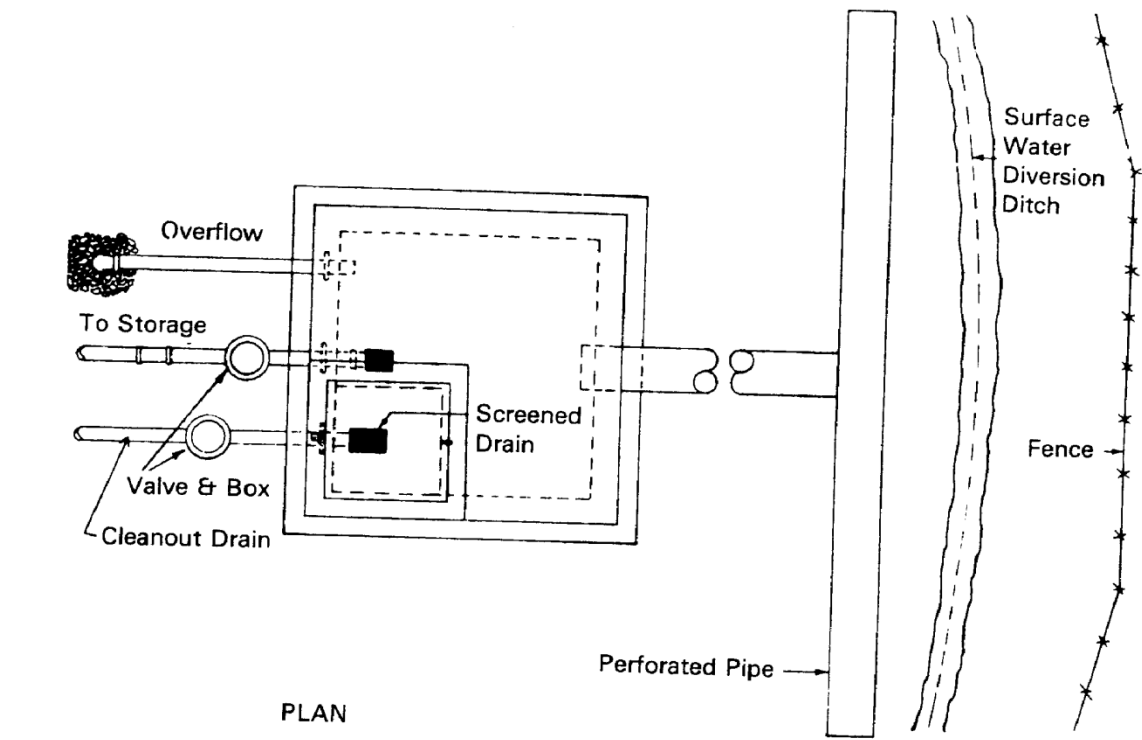 Surface
Water
Diversion
Ditch
Overflow
To Storage
Screened
Drain
Fence
Valve & Box
Cleanout Drain
Perforated Pipe
PLAN